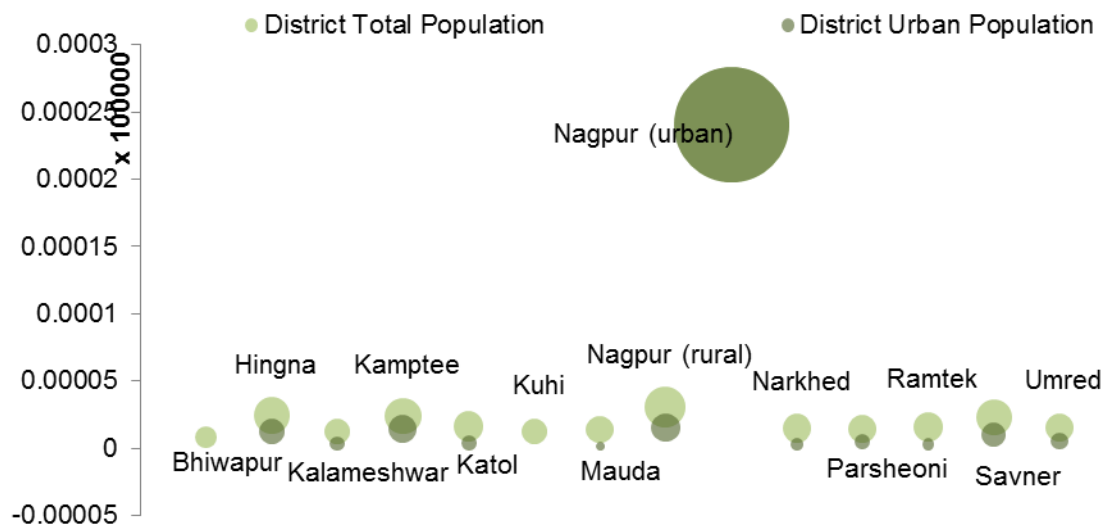 District Total Population
District Urban Population
0.0003
0.00025
0.0002
0.00015
0.0001
0.00005
0
-0.00005
x 100000
Nagpur (urban)
Nagpur (rural)
Hingna
Kamptee
Kuhi
Narkhed
Ramtek
Umred
Bhiwapur
Kalameshwar
Katol
Mauda
Parsheoni
Savner